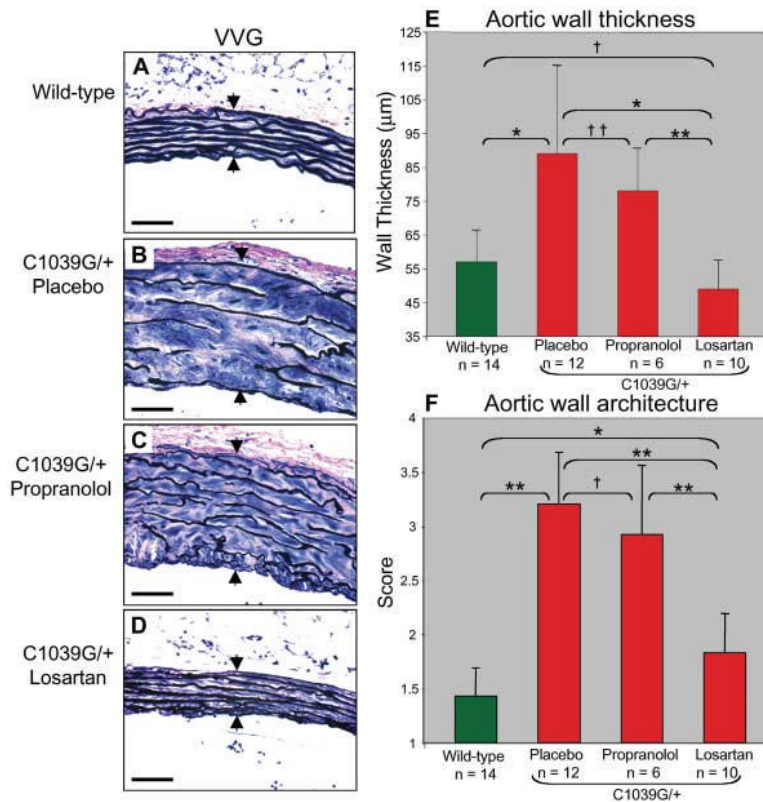 VVG
A
Wild-type
B
C1039G/+
Placebo
C
C1039G/+
Propranolol
D
C1039G/+
Losartan
E Aortic wall thickness
Wall Thickness (μm)
125
115
105
95
85
75
65
55
45
35
†
*
* †† **
Wild-type Placebo Propranolol Losartan
n = 14 n = 12 n = 6 n = 10
C1039G/+
F Aortic wall architecture
Score
4
3.5
3
2.5
2
1.5
1
*
**
** † **
Wild-type Placebo Propranolol Losartan
n = 14 n = 12 n = 6 n = 10
C1039G/+